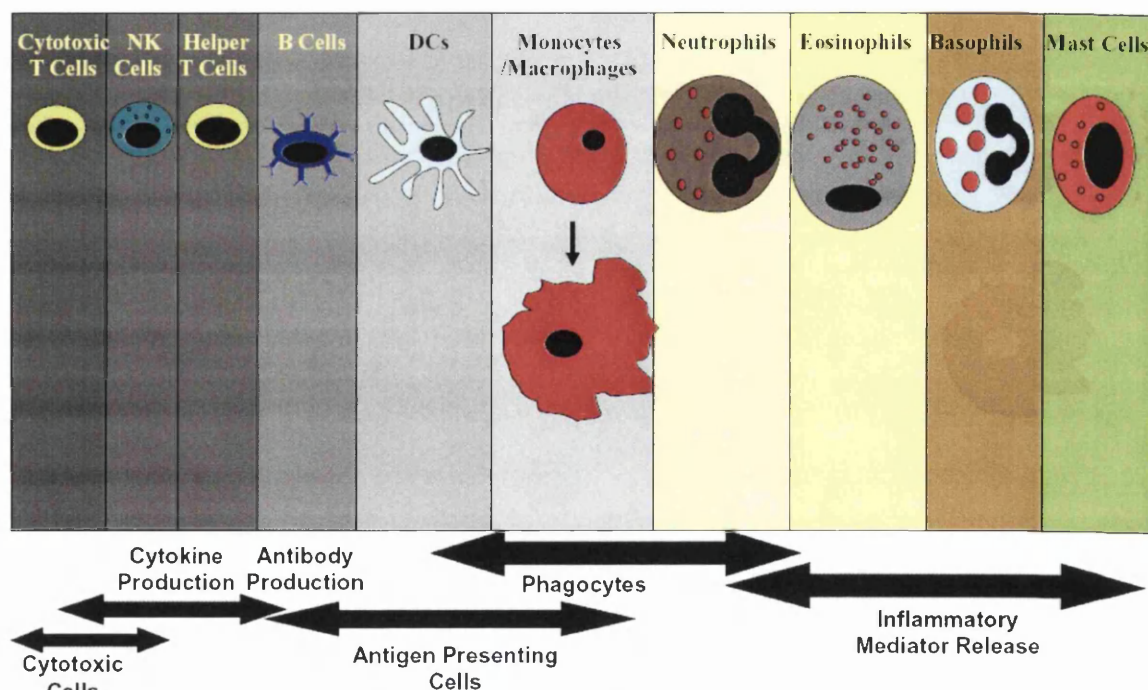 Cytotoxic
T Cells
NK
Cells
Helper
T Cells
B Cells
DCs
Monocytes
/Macrophages
Neutrophils
Eosinophils
Basophils
Mast Cells
Cytokine
Production
Antibody
Production
Phagocytes
Inflammatory
Mediator Release
Cytotoxic
Cells
Antigen Presenting
Cells